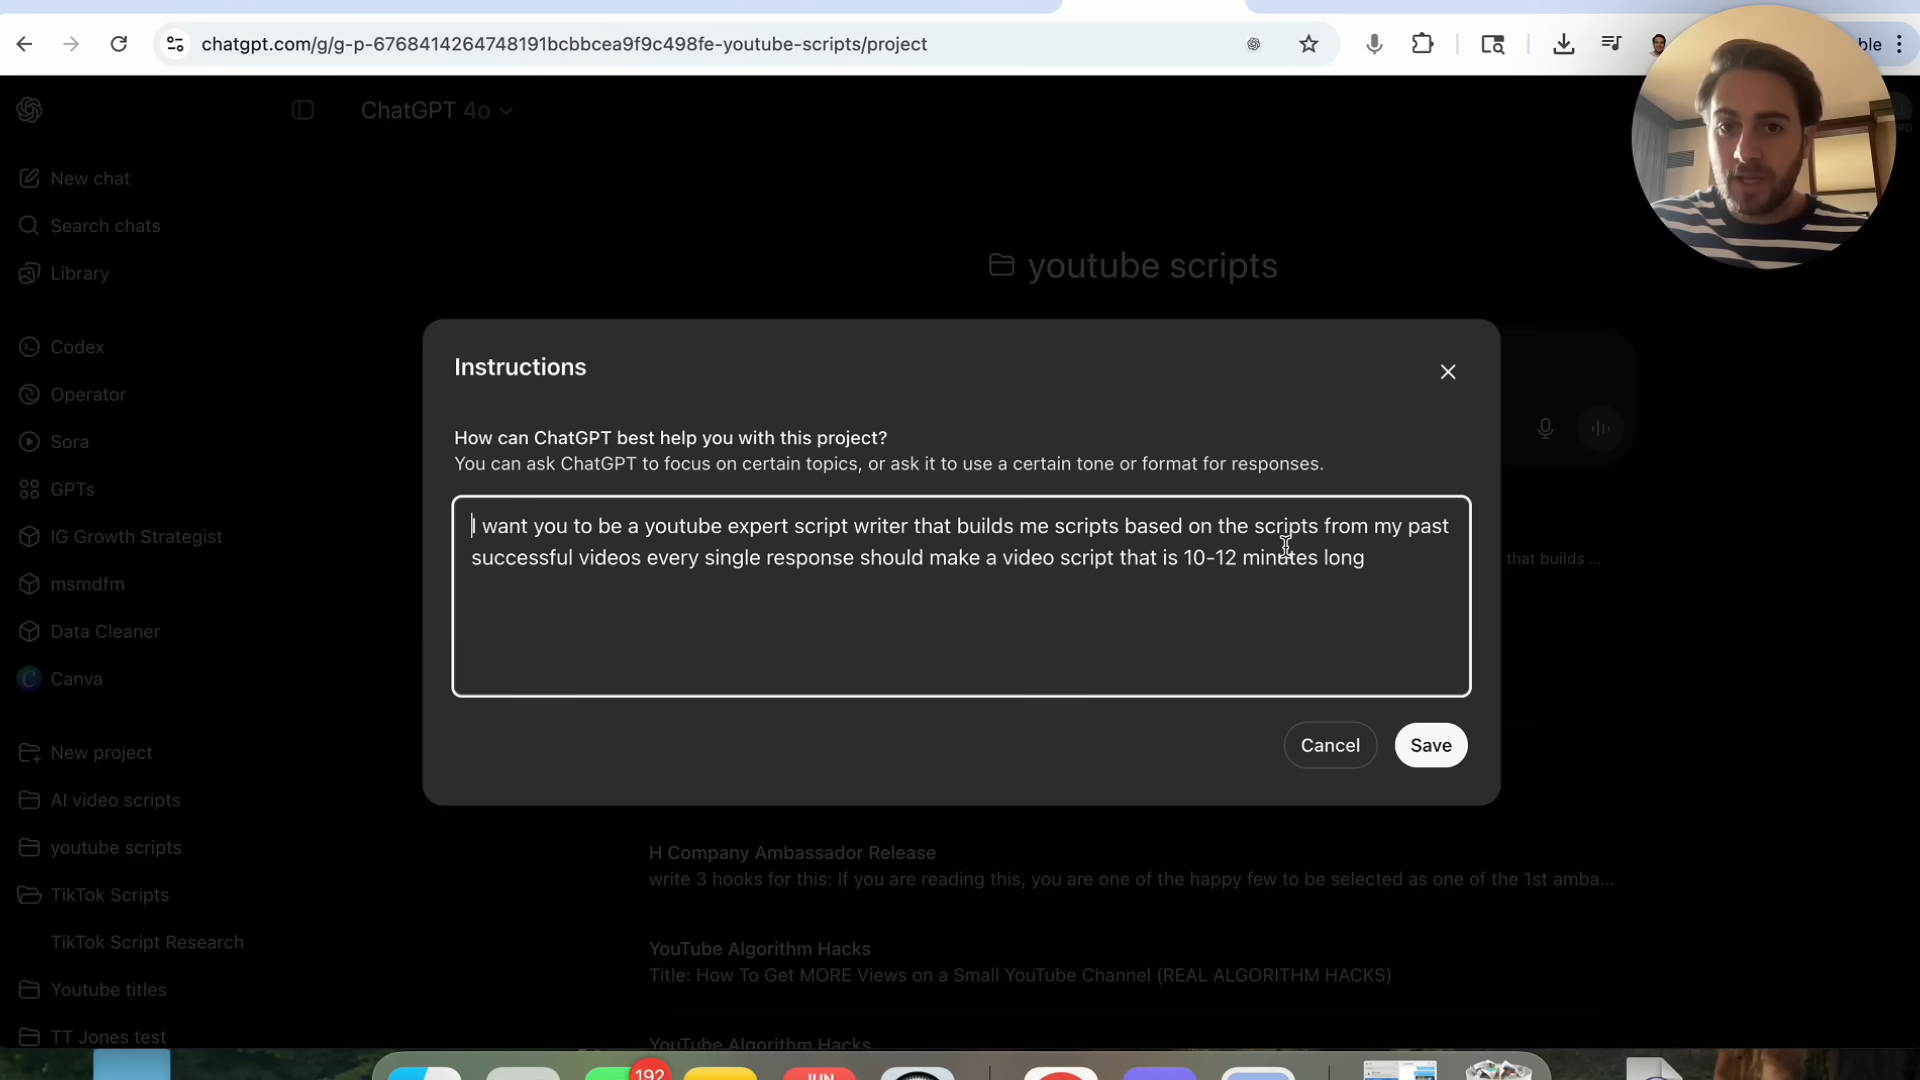 chatgpt.com/g/g-p-6768414264748191bcbbcea9f9c498fe-youtube-scripts/project
ble
ChatGPT 4o
New chat
Search chats
Library
Codex
Operator
Sora
GPTs
IG Growth Strategist
msmdfm
Data Cleaner
Canva
New project
AI video scripts
youtube scripts
TikTok Scripts
TikTok Script Research
Youtube titles
TT Jones test
youtube scripts
Instructions
How can ChatGPT best help you with this project?
You can ask ChatGPT to focus on certain topics, or ask it to use a certain tone or format for responses.
I want you to be a youtube expert script writer that builds me scripts based on the scripts from my past
successful videos every single response should make a video script that is 10-12 minutes long
that builds ...
Cancel
Save
H Company Ambassador Release
write 3 hooks for this: If you are reading this, you are one of the happy few to be selected as one of the 1st amba...
YouTube Algorithm Hacks
Title: How To Get MORE Views on a Small YouTube Channel (REAL ALGORITHM HACKS)
YouTube Algorithm Hacks
192
JUN